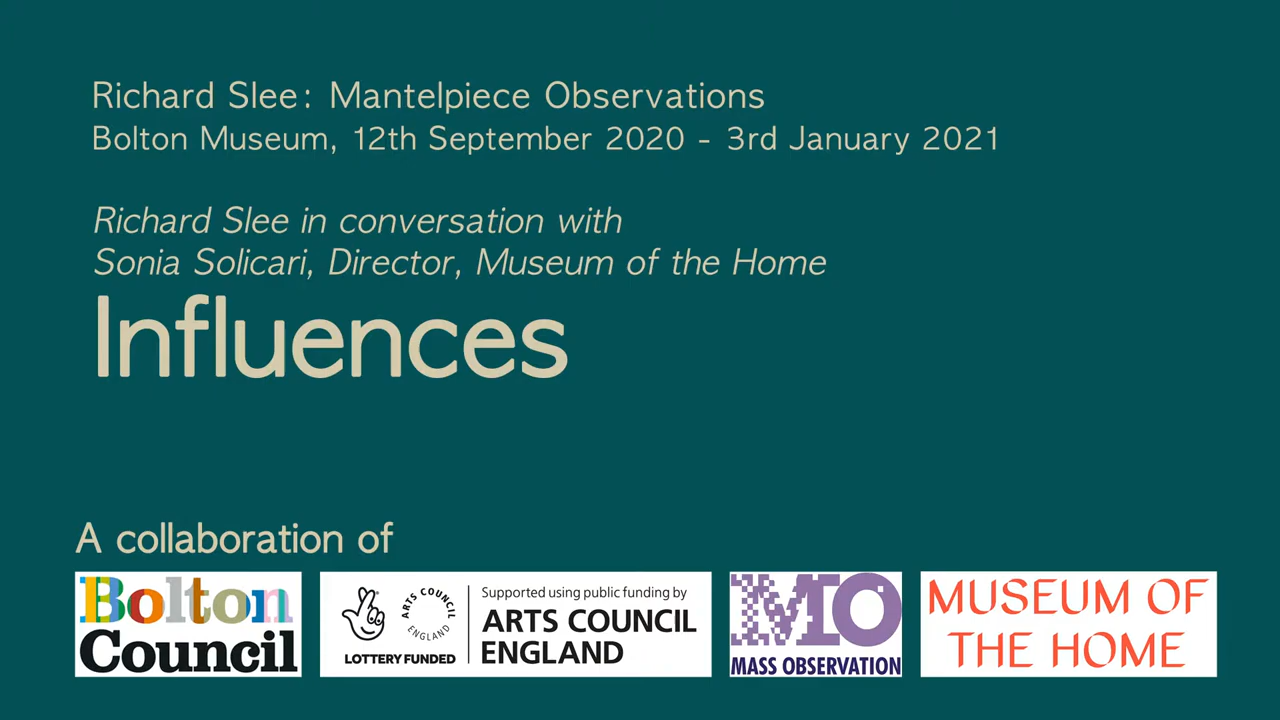 Richard Slee: Mantelpiece Observations
Bolton Museum, 12th September 2020 - 3rd January 2021
Richard Slee in conversation with
Sonia Solicari, Director, Museum of the Home
Influences
A collaboration of
Bolton
Council
LOTTERY FUNDED
ARTS COUNCIL
ENGLAND
Supported using public funding by
ARTS COUNCIL
ENGLAND
MO
MASS OBSERVATION
MUSEUM OF
THE HOME